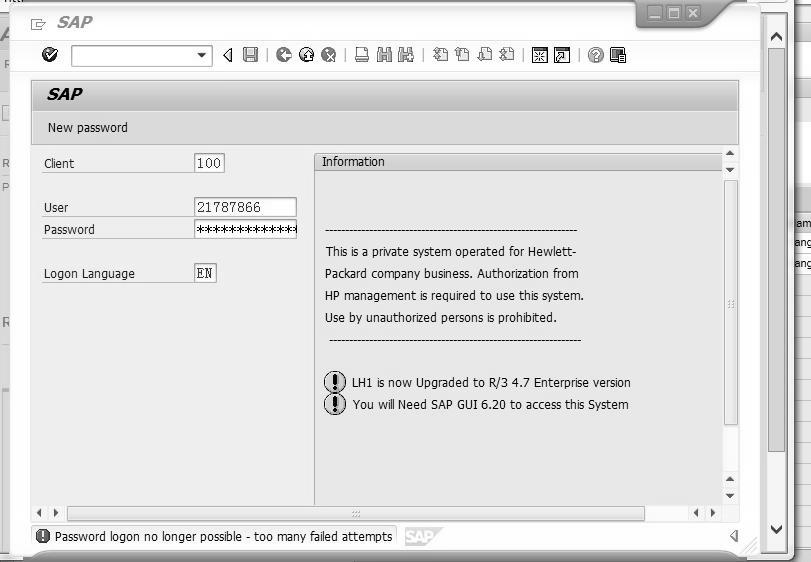 SAP
SAP
New password
Client 100
User 21787866
Password *************
Logon Language EN
Information
--------------------------------------------------------------
This is a private system operated for Hewlett-
Packard company business. Authorization from
HP management is required to use this system.
Use by unauthorized persons is prohibited.
--------------------------------------------------------------
LH1 is now Upgraded to R/3 4.7 Enterprise version
You will Need SAP GUI 6.20 to access this System
Password logon no longer possible - too many failed attempts
SAP